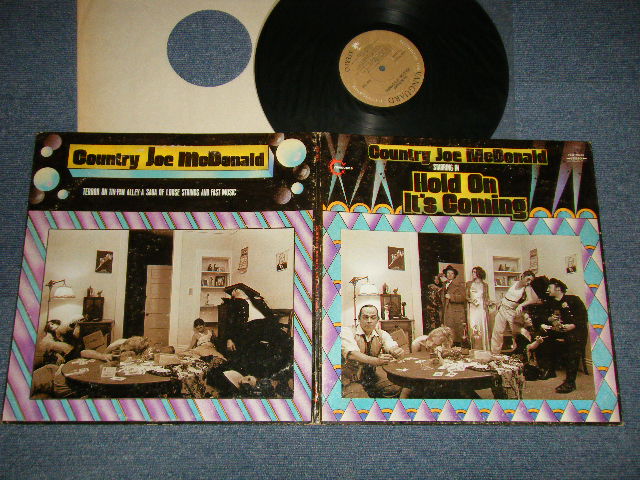 VANGUARD
Country Joe McDonald
TERROR ON TIN-PAN ALLEY-A SAGA OF LOOSE STRINGS AND FAST MUSIC
Country Joe McDonald
STARRING IN
Hold On
It's Coming